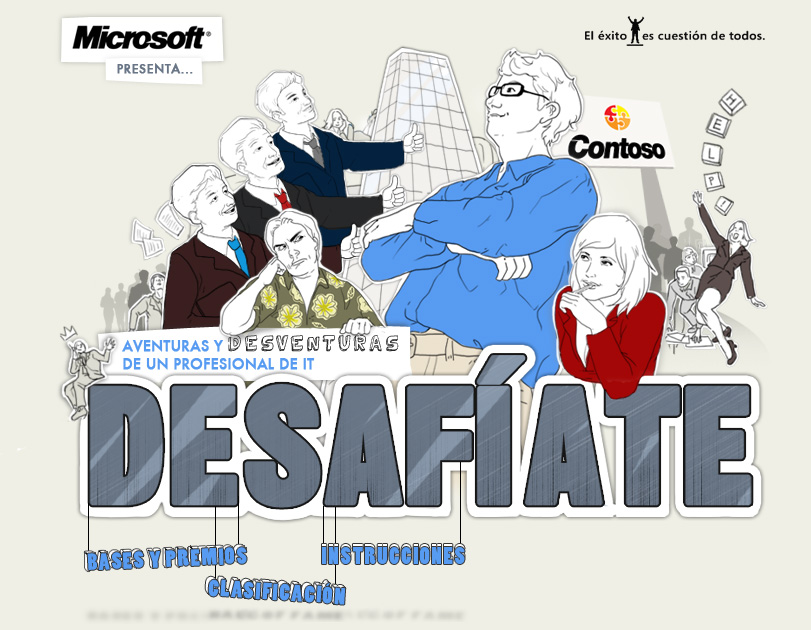 Microsoft®
PRESENTA...
El éxito es cuestión de todos.
Contoso
HELP!
AVENTURAS Y DESVENTURAS
DE UN PROFESIONAL DE IT
DESAFÍATE
BASES Y PREMIOS
INSTRUCCIONES
CLASIFICACIÓN